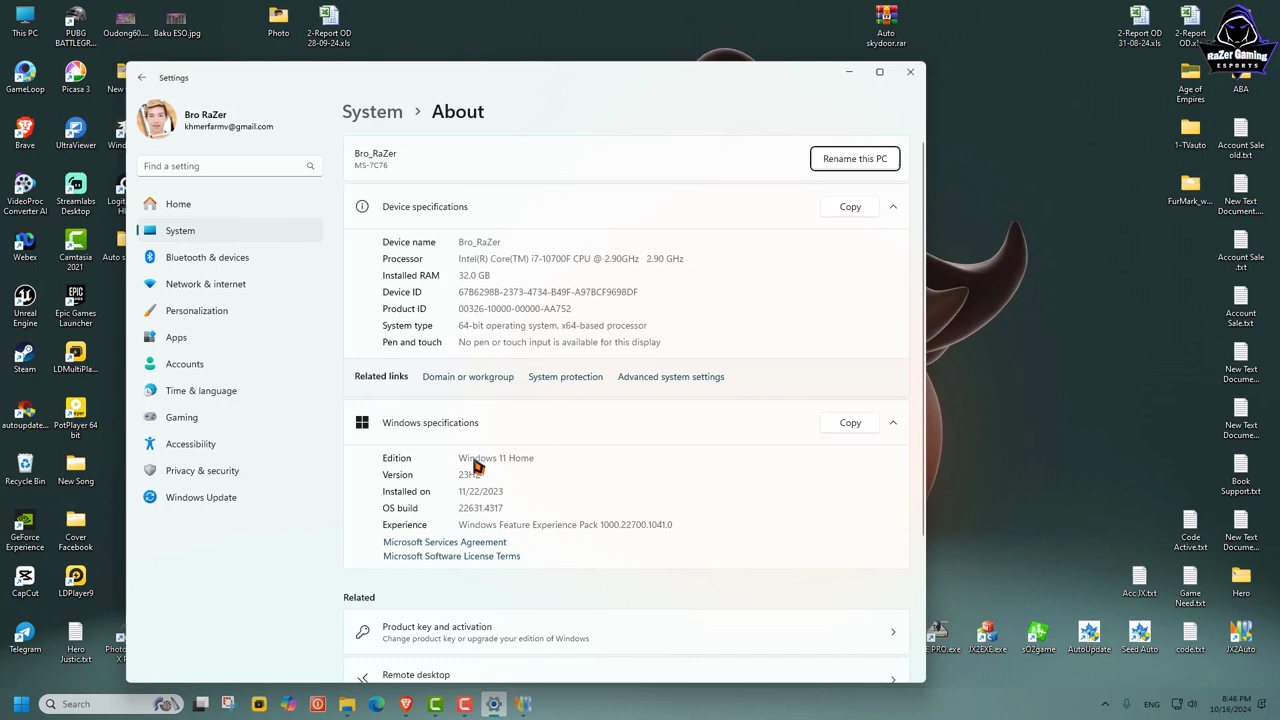 This PC
PUBG BATTLEGR...
Oudong60....
Baku ESO.jpg
Photo
2-Report OD
28-09-24.xls
Auto
skydoor.rar
2-Report OD
31-08-24.xls
2-Report
OD.x
RaZer Gaming
ESPORTS
GameLoop
Picasa 3
Brave
UltraViewer
VideoProc
Converter AI
Streamlabs
Desktop
Webex
Camtasia
2021
Unreal
Engine
Epic Games
Launcher
Steam
LDMultiPla...
autoupdate...
PotPlayer 64
bit
Recycle Bin
New Song
GeForce
Experience
Cover
Facebook
CapCut
LDPlayer9
Telegram
Hero
Justic.txt
Settings
Bro RaZer
khmerfarmv@gmail.com
Find a setting
Home
System
Bluetooth & devices
Network & internet
Personalization
Apps
Accounts
Time & language
Gaming
Accessibility
Privacy & security
Windows Update
System > About
Bro_RaZer
MS-7C76
Rename this PC
Device specifications
Copy
Device name Bro_RaZer
Processor Intel(R) Core(TM) i7-10700F CPU @ 2.90GHz 2.90 GHz
Installed RAM 32.0 GB
Device ID 67B6298B-2373-4734-B49F-A97BCF9698DF
Product ID 00326-10000-00000-AA752
System type 64-bit operating system, x64-based processor
Pen and touch No pen or touch input is available for this display
Related links Domain or workgroup System protection Advanced system settings
Windows specifications
Copy
Edition Windows 11 Home
Version 23H2
Installed on 11/22/2023
OS build 22631.4317
Experience Windows Feature Experience Pack 1000.22700.1041.0
Microsoft Services Agreement
Microsoft Software License Terms
Related
Product key and activation
Change product key or upgrade your edition of Windows
Remote desktop
Age of
Empires
ABA
1-TVauto
Account Sale
old.txt
FurMark_w...
New Text
Document....
Account Sale
.txt
Account
Sale.txt
New Text
Docume...
New Text
Docume...
Book
Support.txt
Code
Active.txt
New Text
Docume...
Acc JX.txt
Game
Need.txt
Hero
PRO.exe
JX2EXE.exe
sO2game
AutoUpdate
Seed Auto
code.txt
JX2Auto
Search
ENG
8:46 PM
10/16/2024